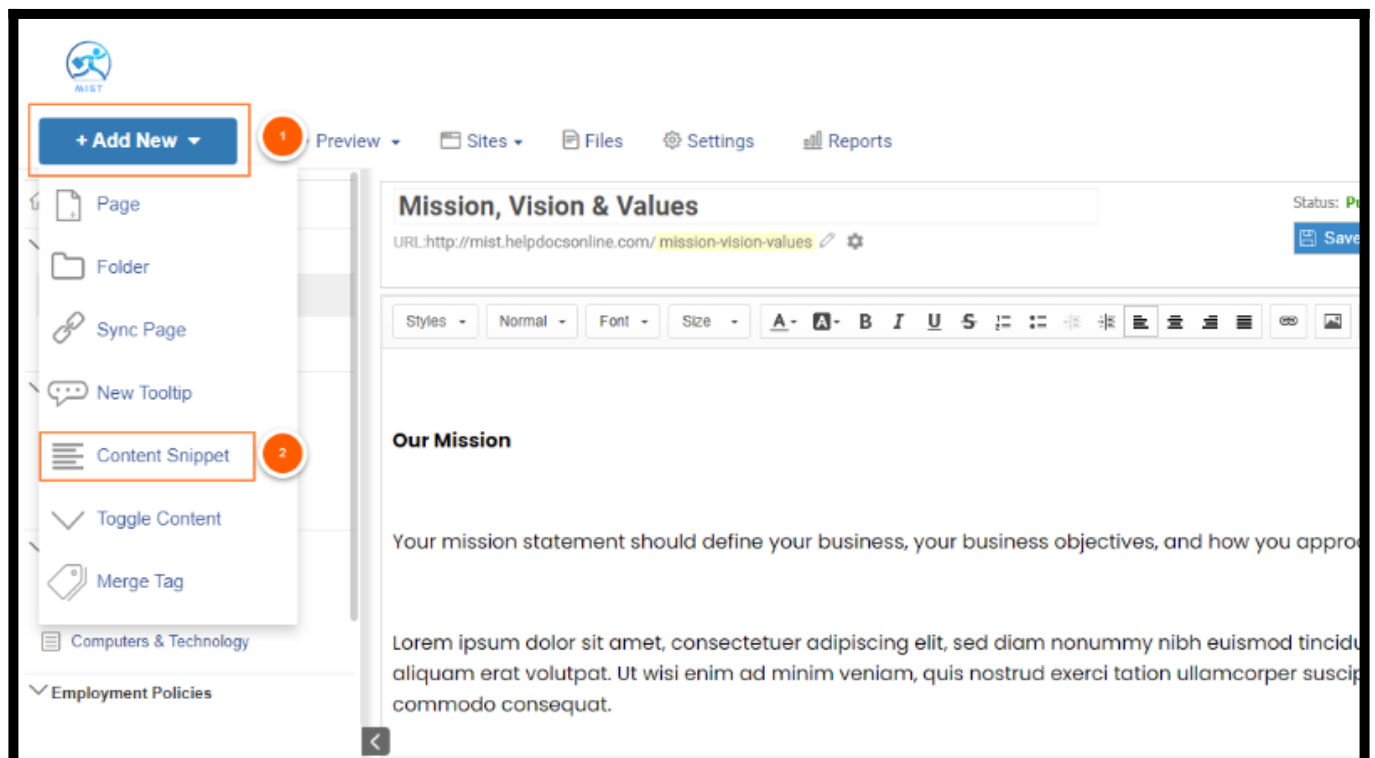 MIST
+ Add New
1
Preview
Sites
Files
Settings
Reports
Page
Folder
Sync Page
New Tooltip
Content Snippet
2
Toggle Content
Merge Tag
Computers & Technology
Employment Policies
Mission, Vision & Values
URL:http://mist.helpdocsonline.com/ mission-vision-values
Status:
Save
Styles Normal Font Size A A B I U S
Our Mission
Your mission statement should define your business, your business objectives, and how you
Lorem ipsum dolor sit amet, consectetuer adipiscing elit, sed diam nonummy nibh euismod
aliquam erat volutpat. Ut wisi enim ad minim veniam, quis nostrud exerci tation ullamcorper
commodo consequat.